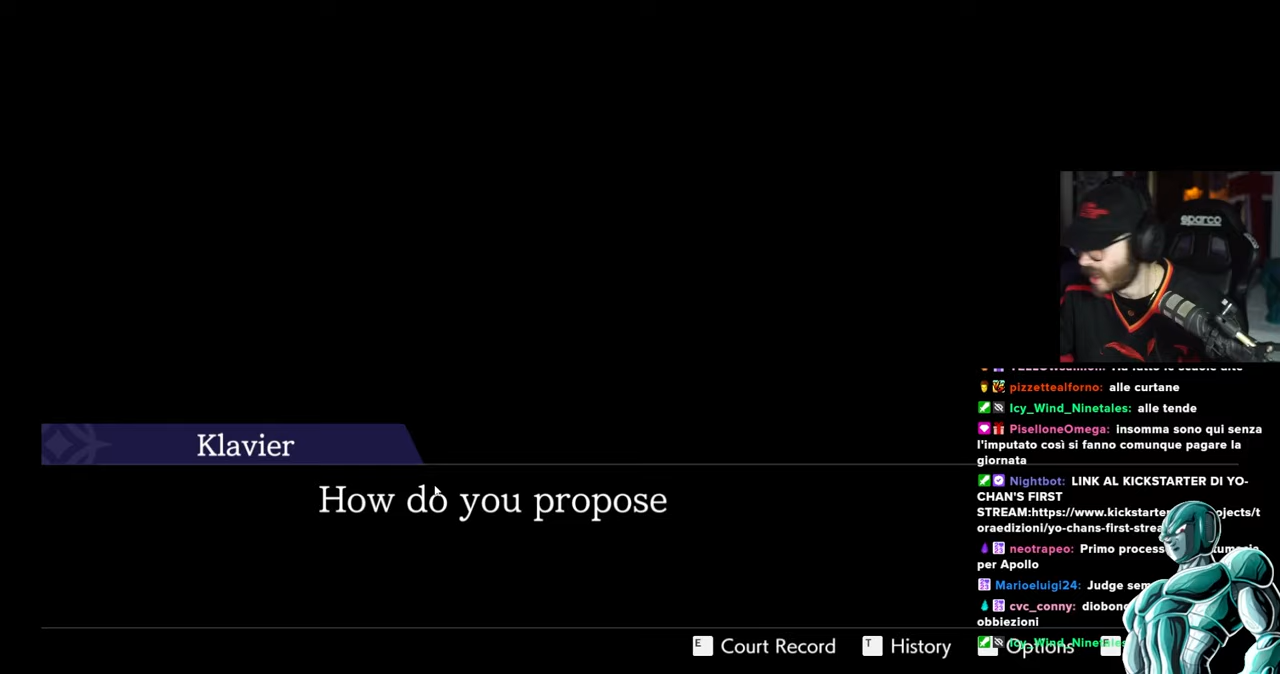 sparco
pizzettealforno: alle curtane
Icy_Wind_Ninetales: alle tende
PiselloneOmega: insomma sono qui senza
l'imputato così si fanno comunque pagare la
giornata
Nightbot: LINK AL KICKSTARTER DI YO-
CHAN'S FIRST
STREAM:https://www.kickstarter
oraedizioni/yo-chans-first-strea
neotrapeo: Primo process
per Apollo
Marioeluigi24: Judge sem
cvc_conny: diobono
obbiezioni
Klavier
How do you propose
E Court Record T History Options